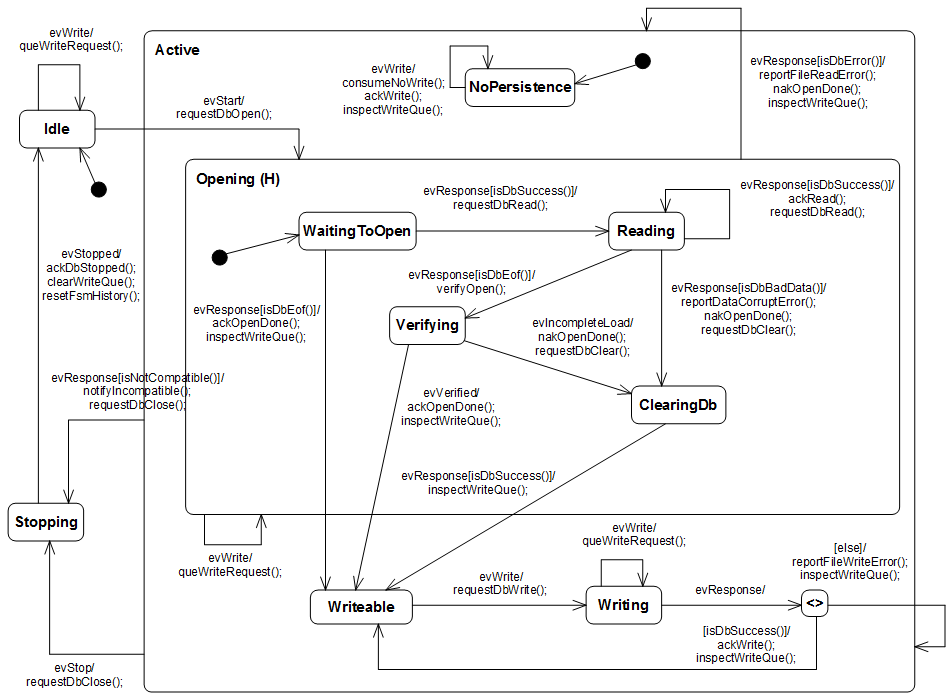 evWrite/
queWriteRequest();
Active
evWrite/
consumeNoWrite();
ackWrite();
inspectWriteQue();
NoPersistence
evResponse[isDbError()]/
reportFileReadError();
nakOpenDone();
inspectWriteQue();
Idle
evStart/
requestDbOpen();
Opening (H)
evResponse[isDbSuccess()]/
requestDbRead();
evResponse[isDbSuccess()]/
ackRead();
requestDbRead();
WaitingToOpen
Reading
evStopped/
ackDbStopped();
clearWriteQue();
resetFsmHistory();
evResponse[isDbEof()]/
verifyOpen();
evResponse[isDbBadData()]/
reportDataCorruptError();
nakOpenDone();
requestDbClear();
evResponse[isDbEof()]/
ackOpenDone();
inspectWriteQue();
Verifying
evIncompleteLoad/
nakOpenDone();
requestDbClear();
evResponse[isNotCompatible()]/
notifyIncompatible();
requestDbClose();
evVerified/
ackOpenDone();
inspectWriteQue();
ClearingDb
evResponse[isDbSuccess()]/
inspectWriteQue();
Stopping
evWrite/
queWriteRequest();
evWrite/
queWriteRequest();
[else]/
reportFileWriteError();
inspectWriteQue();
evWrite/
requestDbWrite();
evResponse/
Writeable
Writing
<>
[isDbSuccess()]/
ackWrite();
inspectWriteQue();
evStop/
requestDbClose();